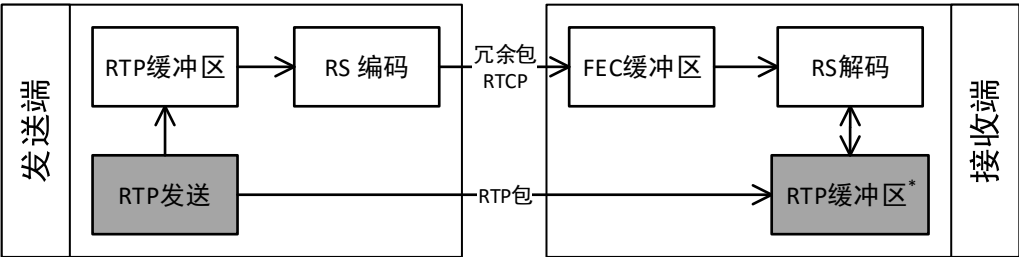 发送端
RTP缓冲区
RS 编码
冗余包
RTCP
FEC缓冲区
RS解码
接收端
RTP发送
RTP包
RTP缓冲区*